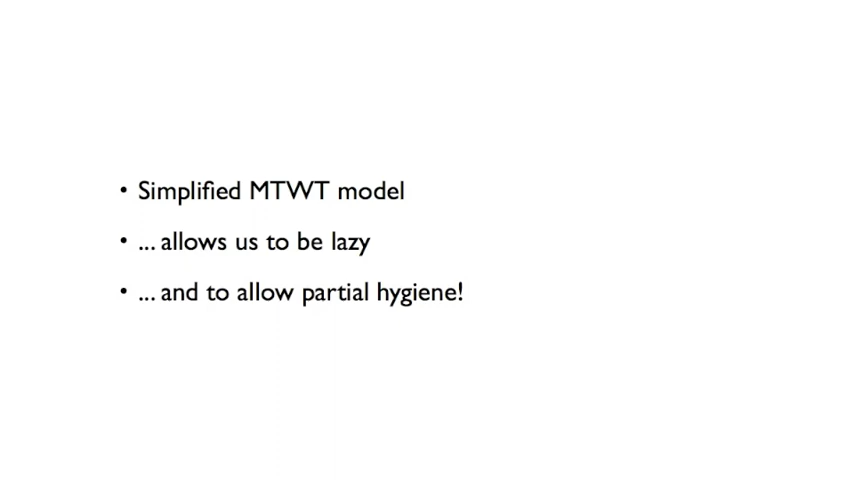 • Simplified MTWT model
• ... allows us to be lazy
• ... and to allow partial hygiene!